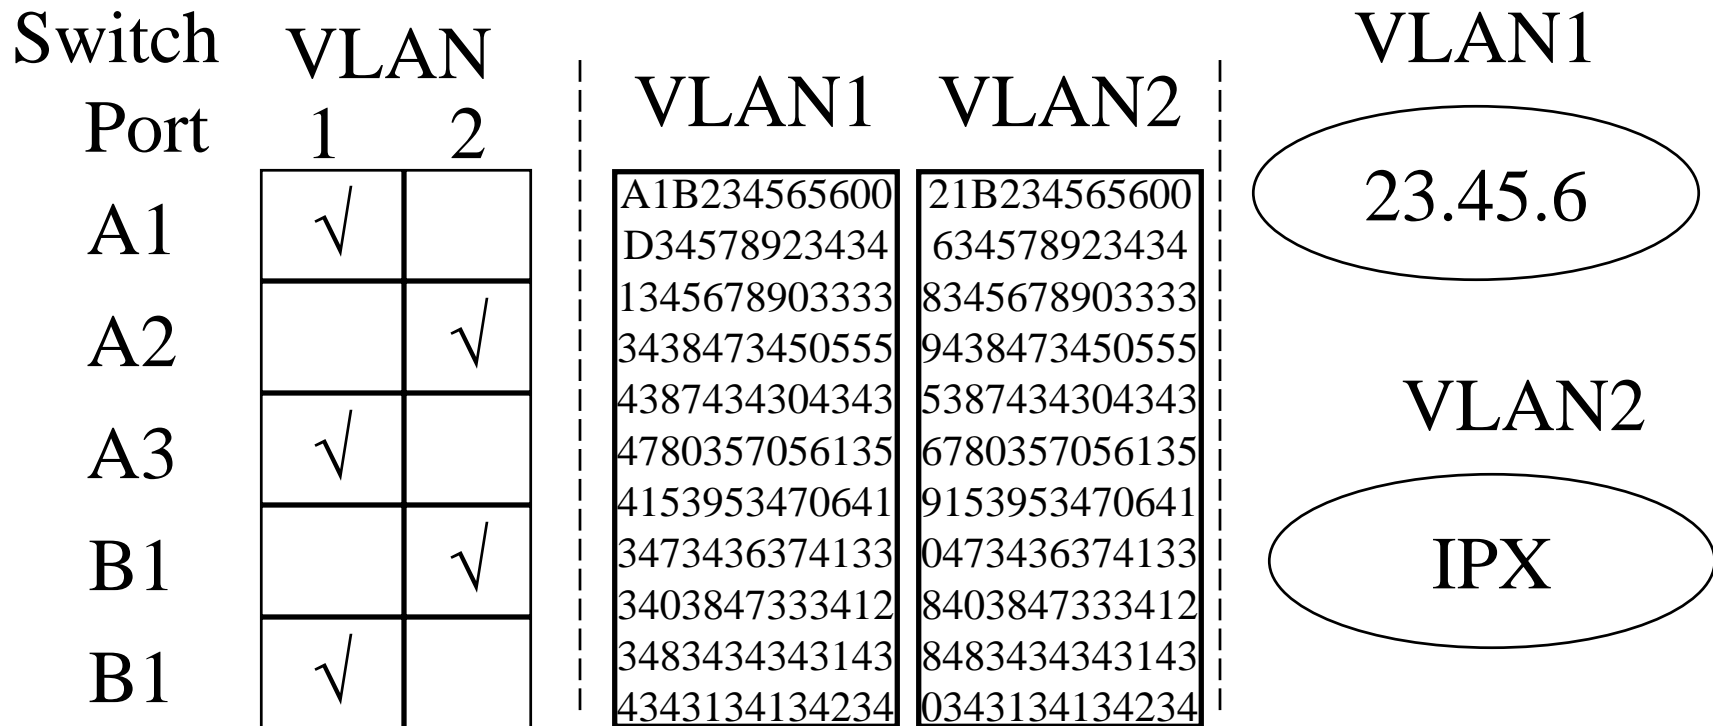 Switch
Port
VLAN
1 2
A1 √
A2 √
A3 √
B1 √
B1 √
VLAN1
A1B234565600
D34578923434
1345678903333
3438473450555
4387434304343
4780357056135
4153953470641
3473436374133
3403847333412
3483434343143
4343134134234
VLAN2
21B234565600
634578923434
8345678903333
9438473450555
5387434304343
6780357056135
9153953470641
0473436374133
8403847333412
8483434343143
0343134134234
VLAN1
23.45.6
VLAN2
IPX